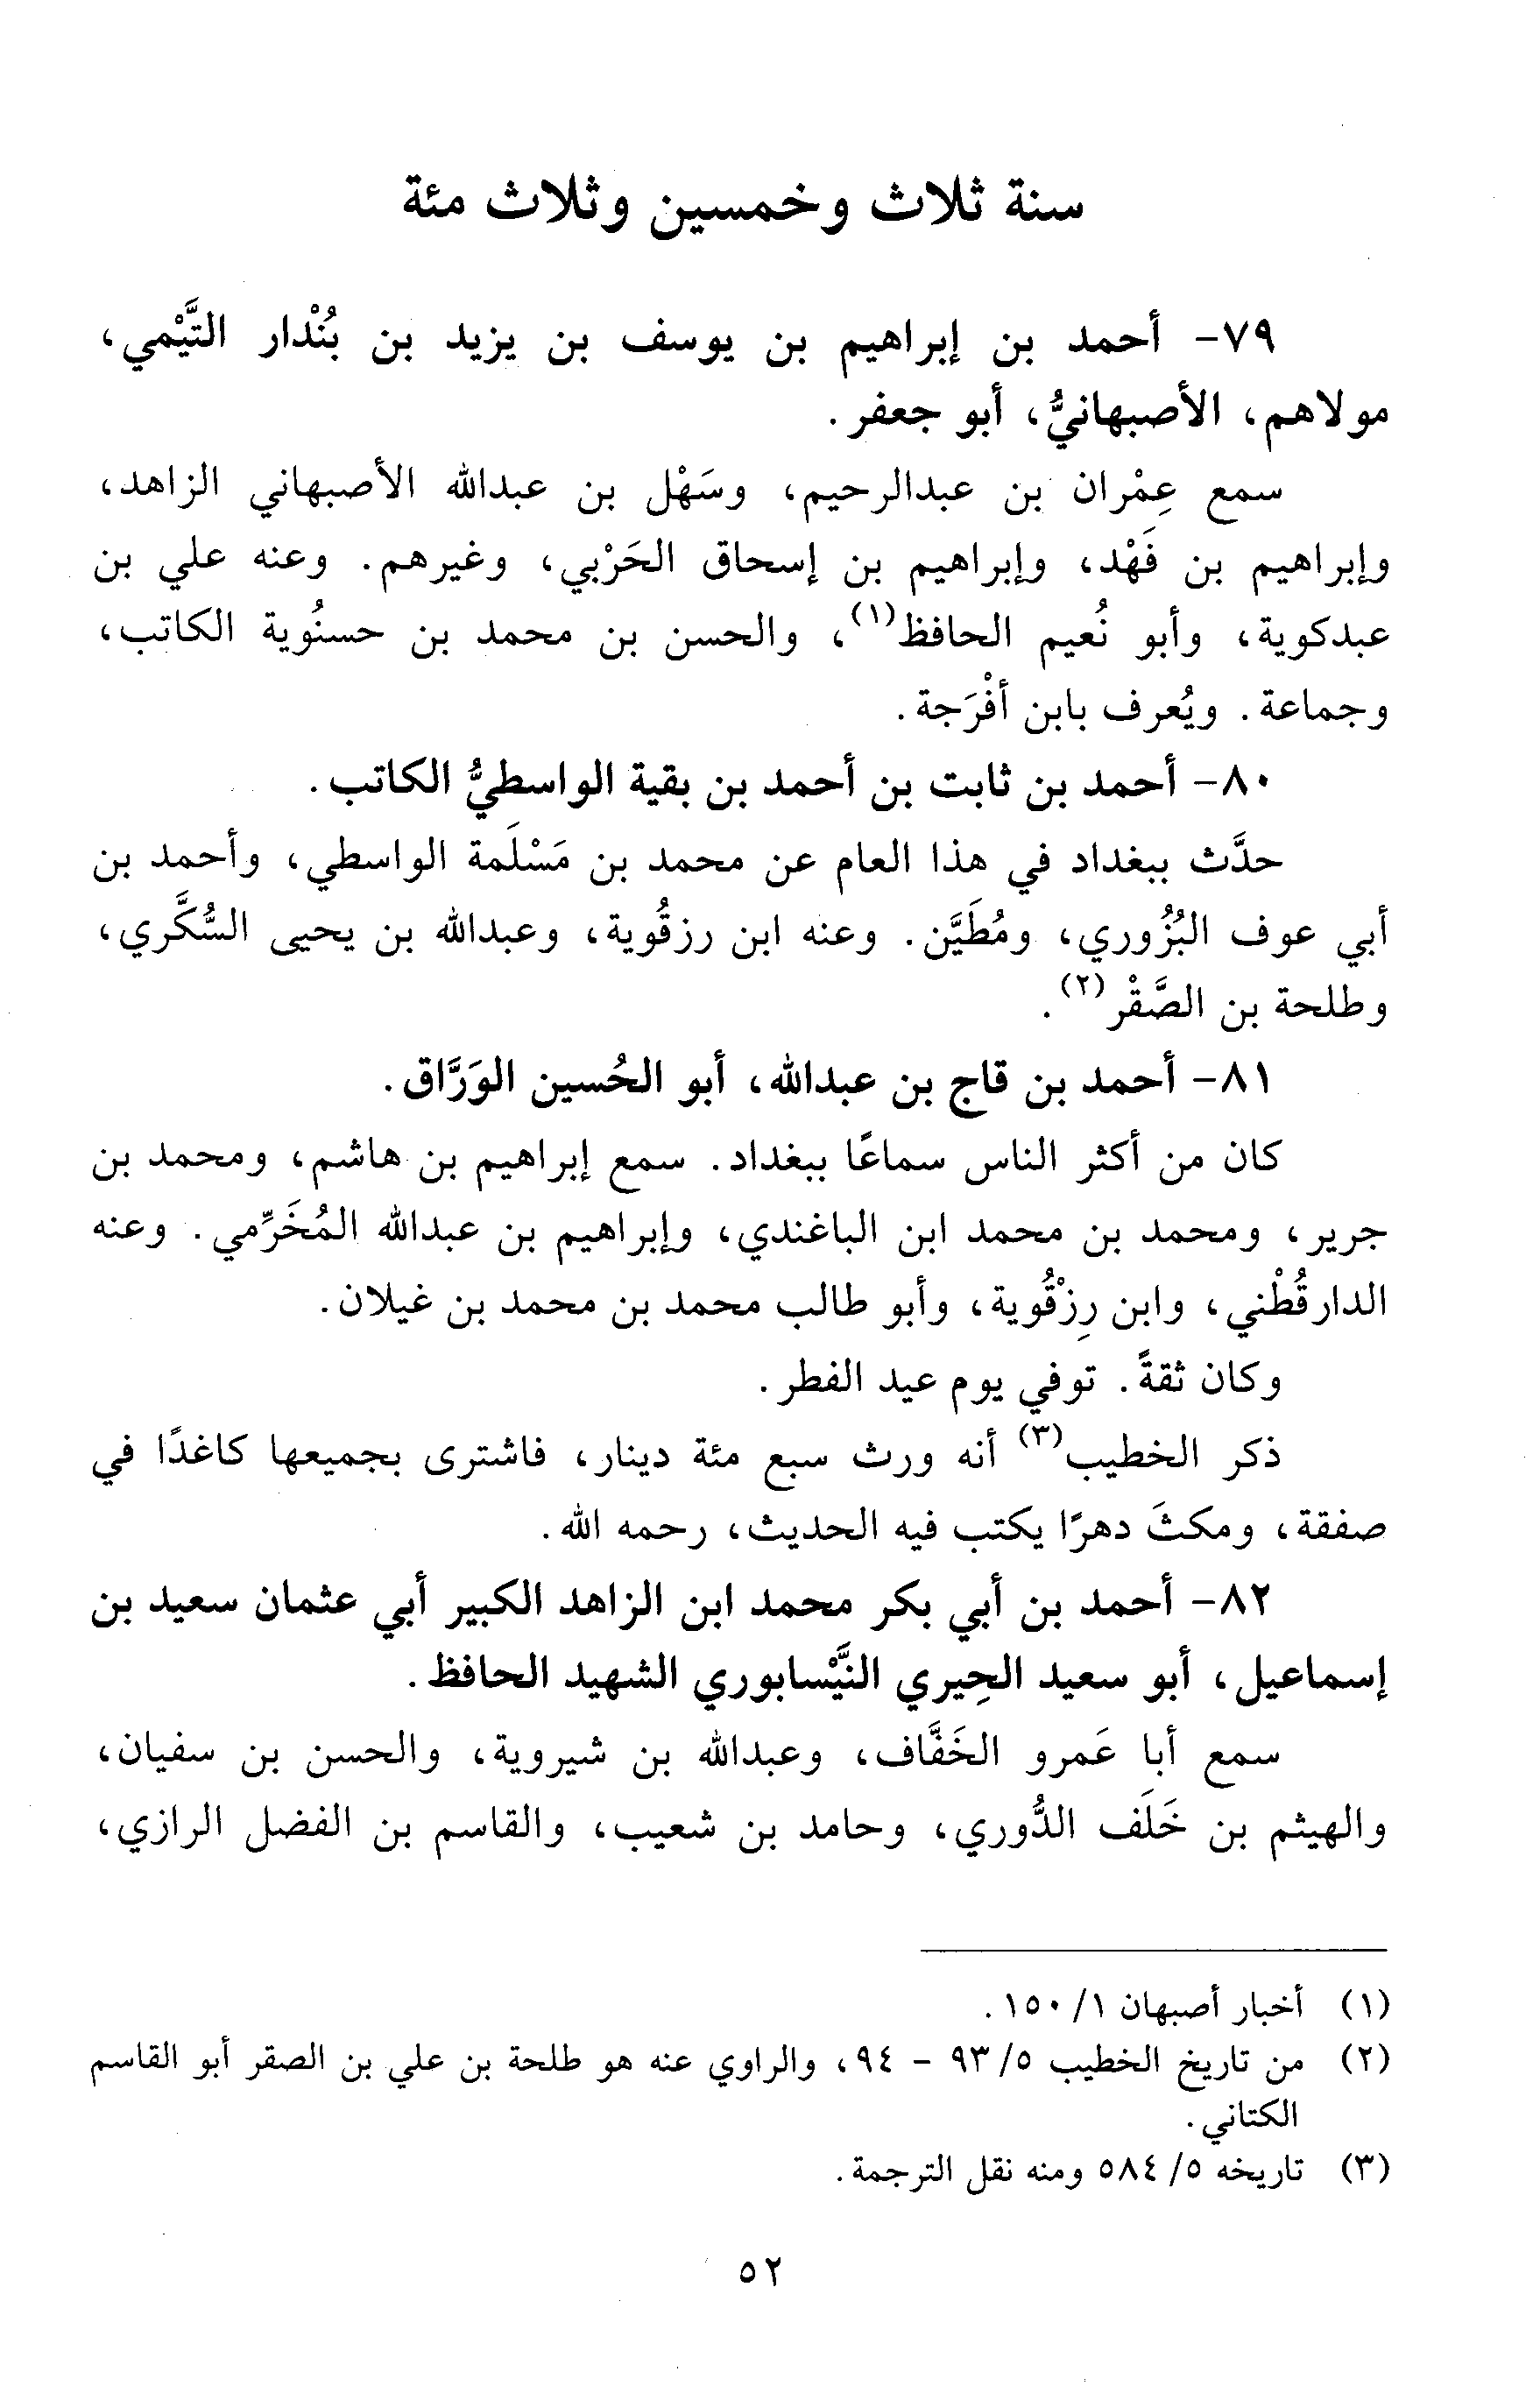 سنة ثلاث وخمسين وثلاث مئة
٧٩- أحمد بن إبراهيم بن يوسف بن يزيد بن بُنْدار التَّيْمي،
مولاهم، الأصبهانيُّ، أبو جعفر.
سمع عِمْران بن عبدالرحيم، وسَهْل بن عبدالله الأصبهاني الزاهد،
وإبراهيم بن فَهْد، وإبراهيم بن إسحاق الحَرْبي، وغيرهم. وعنه علي بن
عبدكوية، وأبو نُعيم الحافظ(١)، والحسن بن محمد بن حسنُوية الكاتب،
وجماعة. ويُعرف بابن أفْرَجة.
٨٠- أحمد بن ثابت بن أحمد بن بقية الواسطيُّ الكاتب.
حدَّث ببغداد في هذا العام عن محمد بن مَسْلَمة الواسطي، وأحمد بن
أبي عوف البُزُوري، ومُطَيَّن. وعنه ابن رزقُوية، وعبدالله بن يحيى السُّكَّري،
وطلحة بن الصَّقْر(٢).
٨١- أحمد بن قاج بن عبدالله، أبو الحُسين الوَرَّاق.
كان من أكثر الناس سماعًا ببغداد. سمع إبراهيم بن هاشم، ومحمد بن
جرير، ومحمد بن محمد ابن الباغندي، وإبراهيم بن عبدالله المُخَرِّمي. وعنه
الدارقُطْني، وابن رِزْقُوية، وأبو طالب محمد بن محمد بن غيلان.
وكان ثقةً. توفي يوم عيد الفطر.
ذكر الخطيب(٣) أنه ورث سبع مئة دينار، فاشترى بجميعها كاغدًا في
صفقة، ومكثَ دهرًا يكتب فيه الحديث، رحمه الله.
٨٢- أحمد بن أبي بكر محمد ابن الزاهد الكبير أبي عثمان سعيد بن
إسماعيل، أبو سعيد الحِيري النَّيْسابوري الشهيد الحافظ.
سمع أبا عَمرو الخَفَّاف، وعبدالله بن شيروية، والحسن بن سفيان،
والهيثم بن خَلَف الدُّوري، وحامد بن شعيب، والقاسم بن الفضل الرازي،
(١) أخبار أصبهان ١/ ١٥٠.
(٢) من تاريخ الخطيب ٥/ ٩٣ - ٩٤، والراوي عنه هو طلحة بن علي بن الصقر أبو القاسم
الكتاني.
(٣) تاريخه ٥/ ٥٨٤ ومنه نقل الترجمة.
٥٢